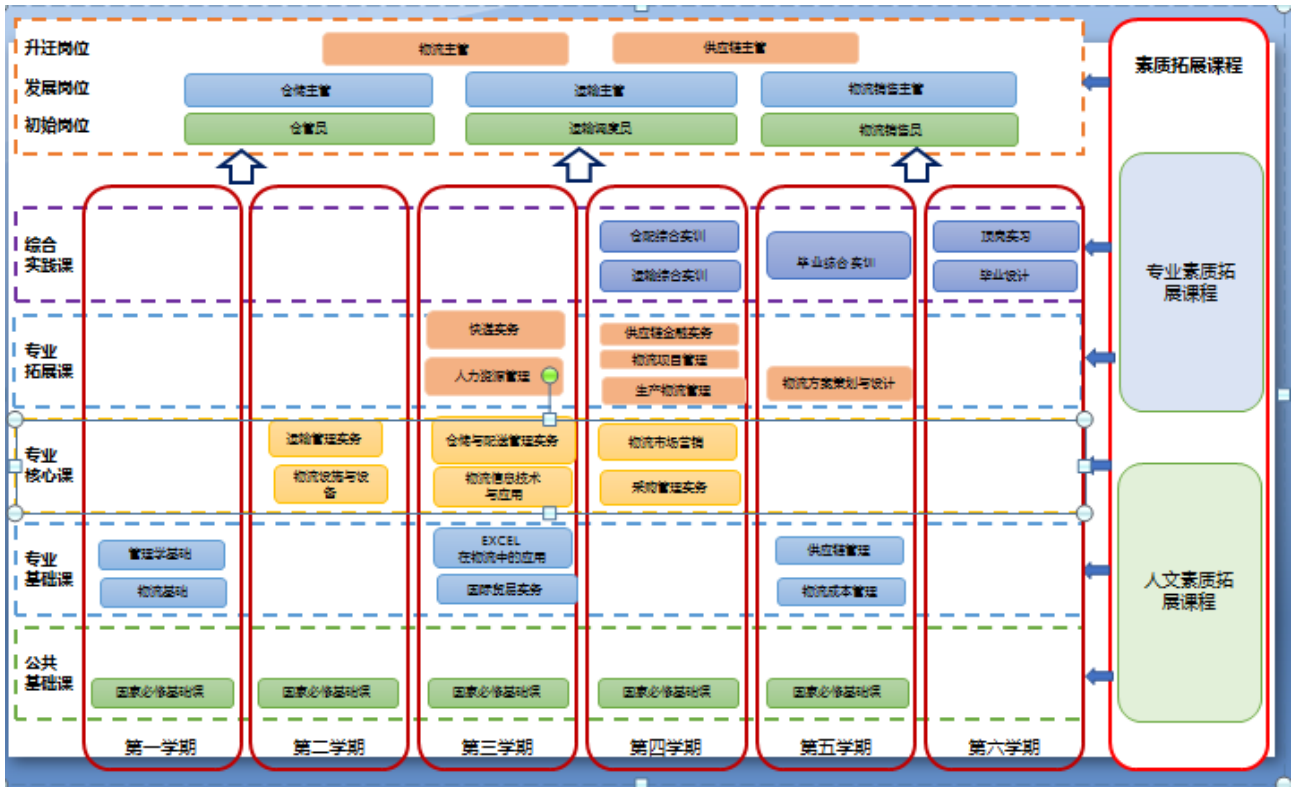 升迁岗位
物流主管
供应链主管
发展岗位
仓储主管
运输主管
物流销售主管
初始岗位
仓管员
运输调度员
物流销售员
素质拓展课程
专业素质拓
展课程
人文素质拓
展课程
综合
实践课
仓配综合实训
运输综合实训
毕业综合实训
顶岗实习
毕业设计
专业
拓展课
快递实务
人力资源管理
供应链金融实务
物流项目管理
生产物流管理
物流方案策划与设计
专业
核心课
运输管理实务
物流设施与设
备
仓储与配送管理实务
物流信息技术
与应用
物流市场营销
采购管理实务
专业
基础课
管理学基础
物流基础
EXCEL
在物流中的应用
国际贸易实务
供应链管理
物流成本管理
公共
基础课
国家必修基础课
国家必修基础课
国家必修基础课
国家必修基础课
国家必修基础课
第一学期
第二学期
第三学期
第四学期
第五学期
第六学期